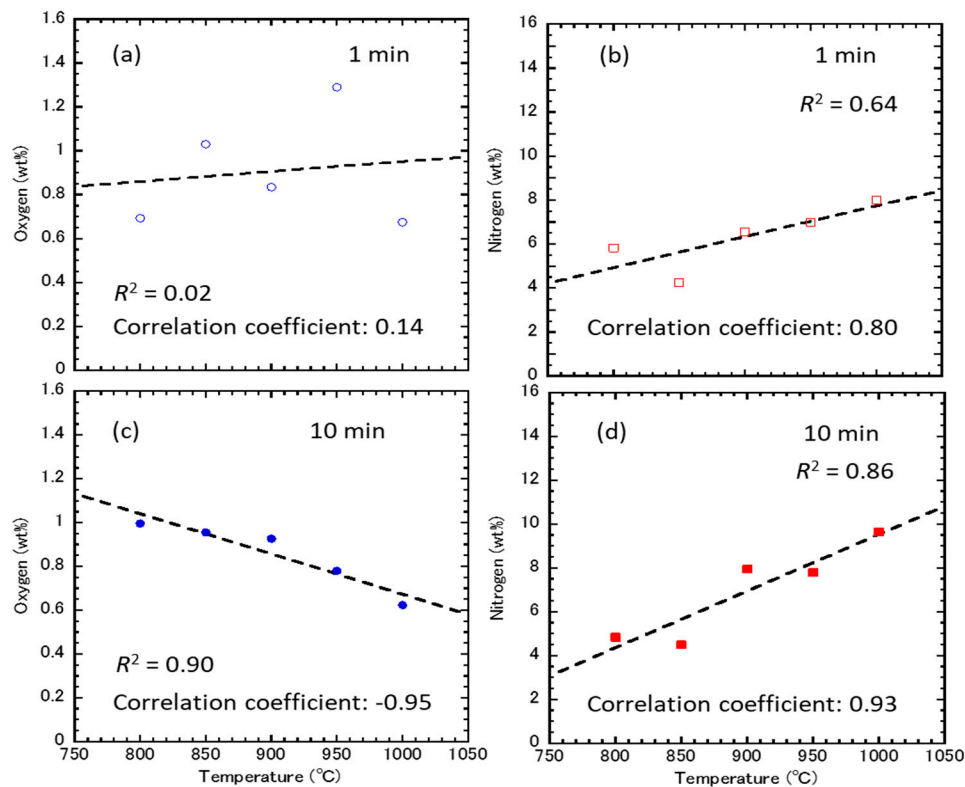 1.6
1.4
1.2
1
0.8
0.6
0.4
0.2
0
Oxygen (wt%)
(a)
1 min
R² = 0.02
Correlation coefficient: 0.14
16
14
12
10
8
6
4
2
0
Nitrogen (wt%)
(b)
1 min
R² = 0.64
Correlation coefficient: 0.80
1.6
1.4
1.2
1
0.8
0.6
0.4
0.2
0
Oxygen (wt%)
(c)
10 min
R² = 0.90
Correlation coefficient: -0.95
750 800 850 900 950 1000 1050
Temperature (℃)
16
14
12
10
8
6
4
2
0
Nitrogen (wt%)
(d)
10 min
R² = 0.86
Correlation coefficient: 0.93
750 800 850 900 950 1000 1050
Temperature (℃)